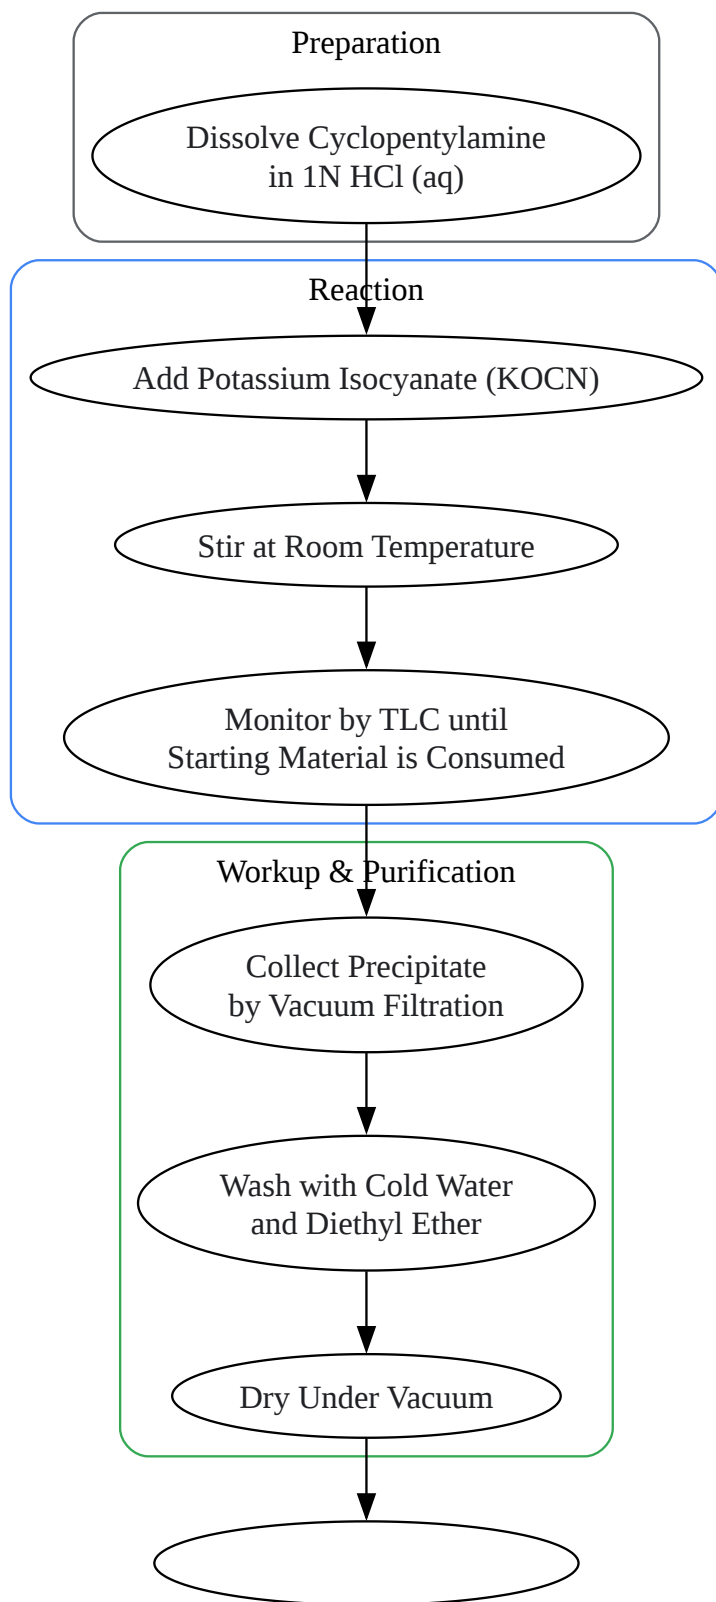 Preparation
Dissolve Cyclopentylamine
in 1N HCl (aq)
Reaction
Add Potassium Isocyanate (KOCN)
Stir at Room Temperature
Monitor by TLC until
Starting Material is Consumed
Workup & Purification
Collect Precipitate
by Vacuum Filtration
Wash with Cold Water
and Diethyl Ether
Dry Under Vacuum